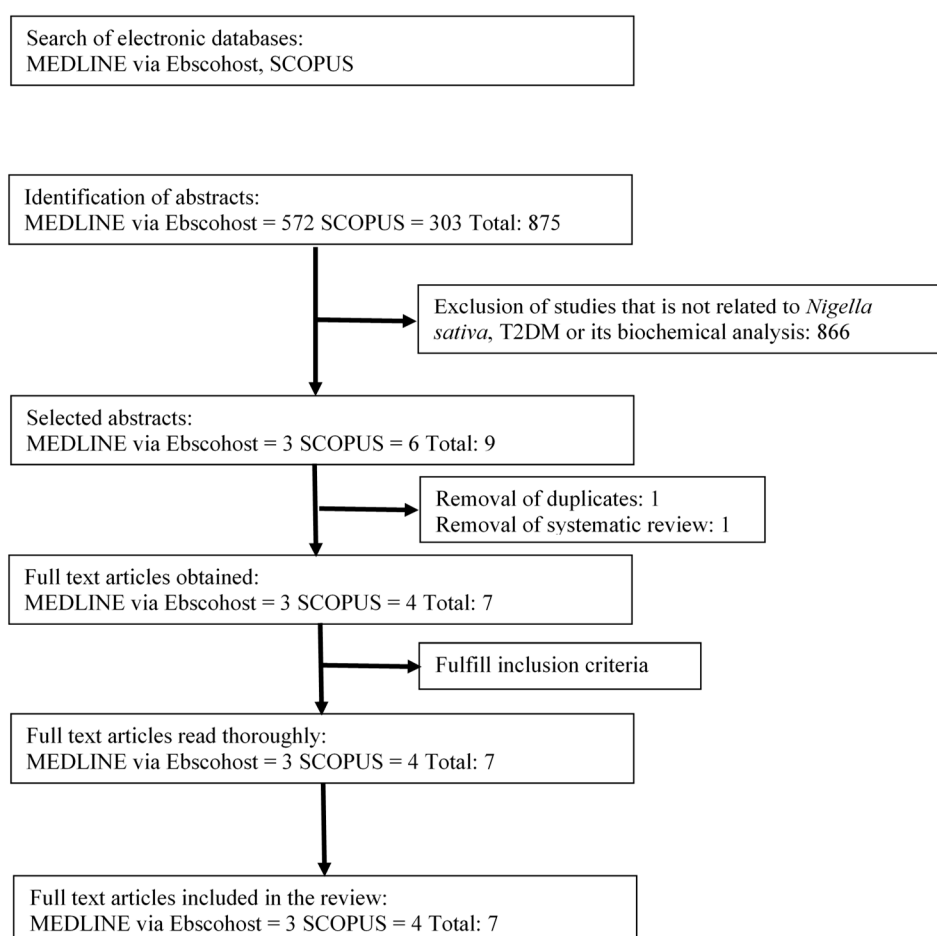 Search of electronic databases:
MEDLINE via Ebscohost, SCOPUS
Identification of abstracts:
MEDLINE via Ebscohost = 572 SCOPUS = 303 Total: 875
Exclusion of studies that is not related to Nigella
sativa, T2DM or its biochemical analysis: 866
Selected abstracts:
MEDLINE via Ebscohost = 3 SCOPUS = 6 Total: 9
Removal of duplicates: 1
Removal of systematic review: 1
Full text articles obtained:
MEDLINE via Ebscohost = 3 SCOPUS = 4 Total: 7
Fulfill inclusion criteria
Full text articles read thoroughly:
MEDLINE via Ebscohost = 3 SCOPUS = 4 Total: 7
Full text articles included in the review:
MEDLINE via Ebscohost = 3 SCOPUS = 4 Total: 7